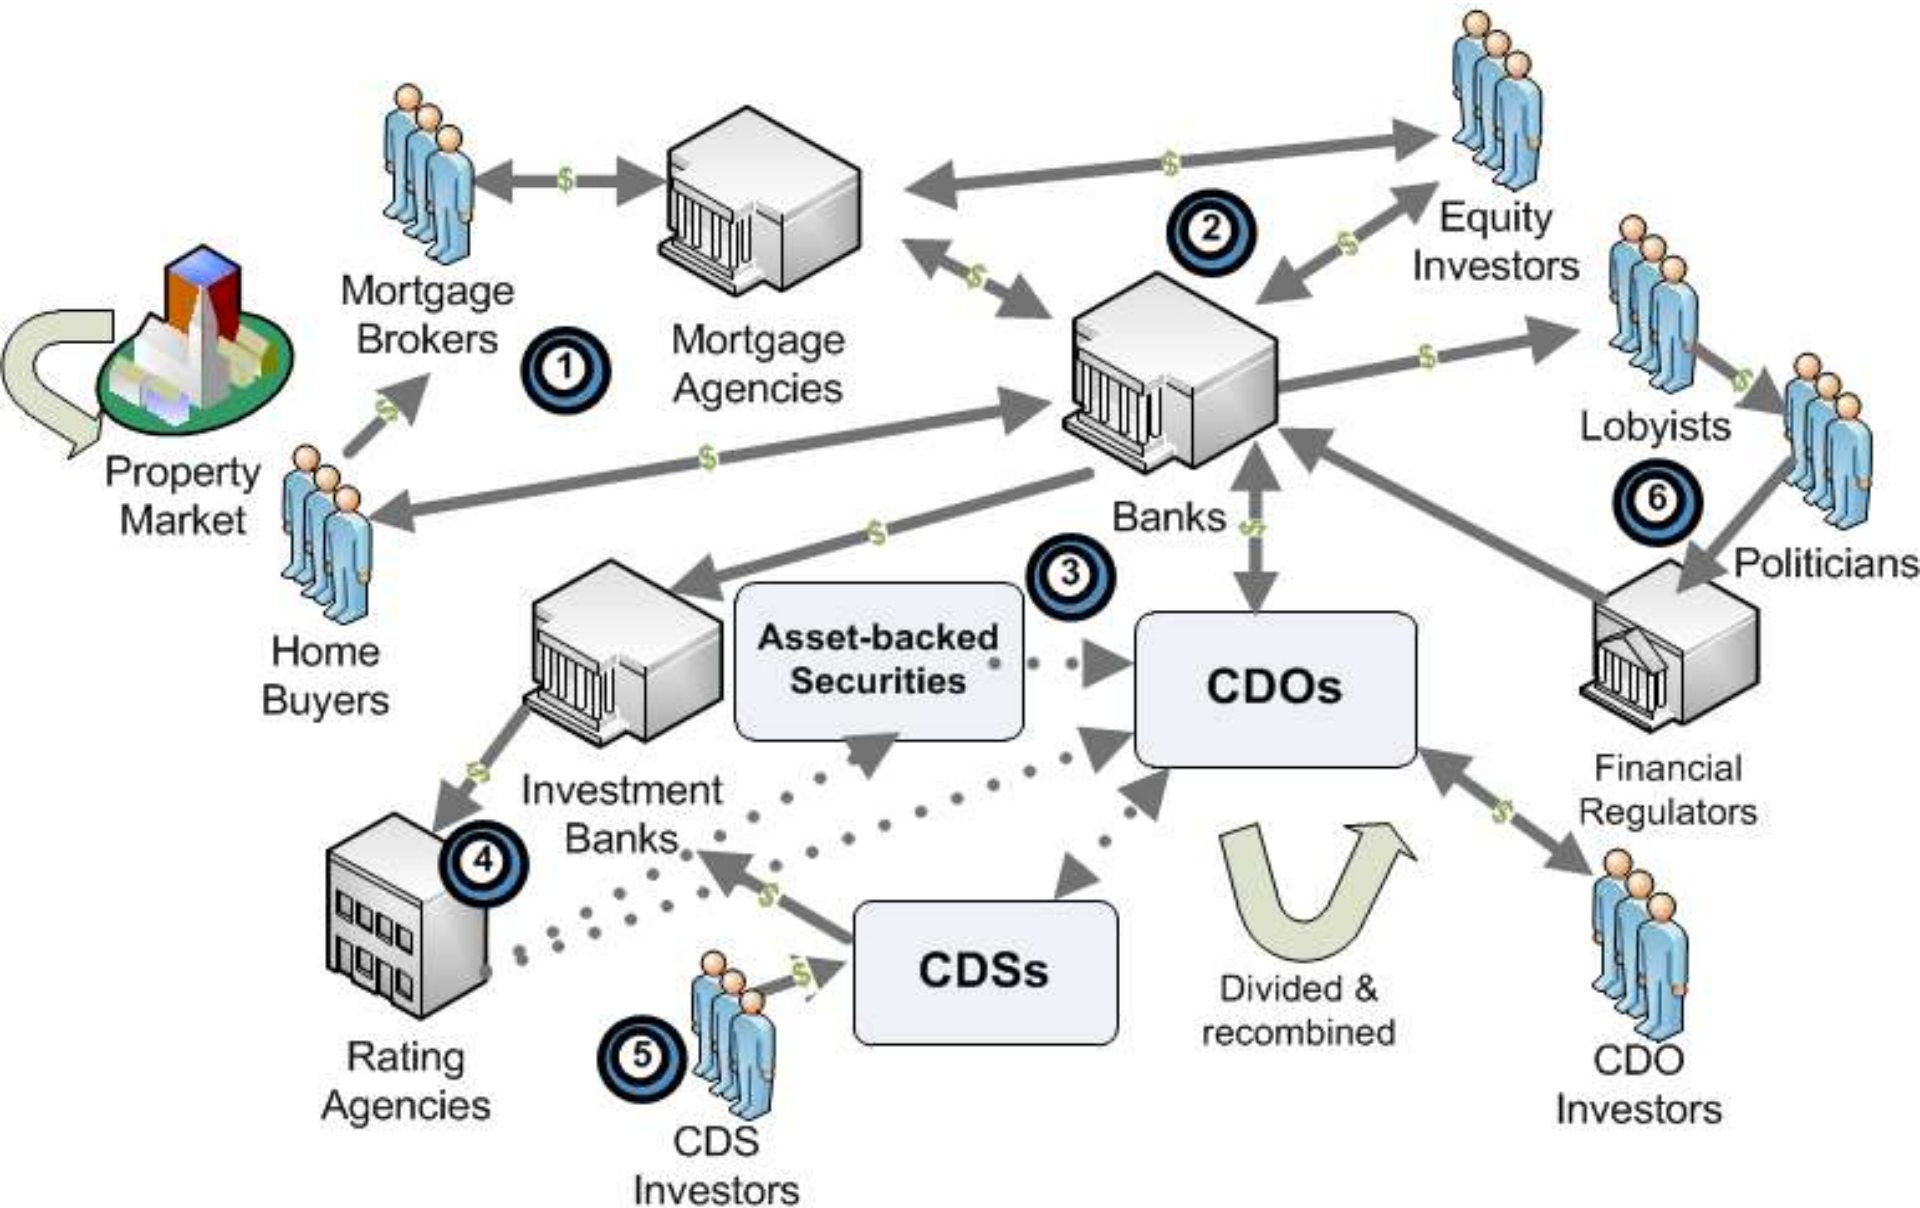 Equity
Investors
2
$
$
$
$
Mortgage
Brokers
Mortgage
Agencies
1
$
$
Lobyists
$
Property
Market
$
Banks
6
Politicians
$
$
3
Home
Buyers
Asset-backed
Securities
CDOs
Financial
Regulators
$
Investment
Banks
$
4
$
CDSs
$
Divided &
recombined
Rating
Agencies
5
CDS
Investors
CDO
Investors